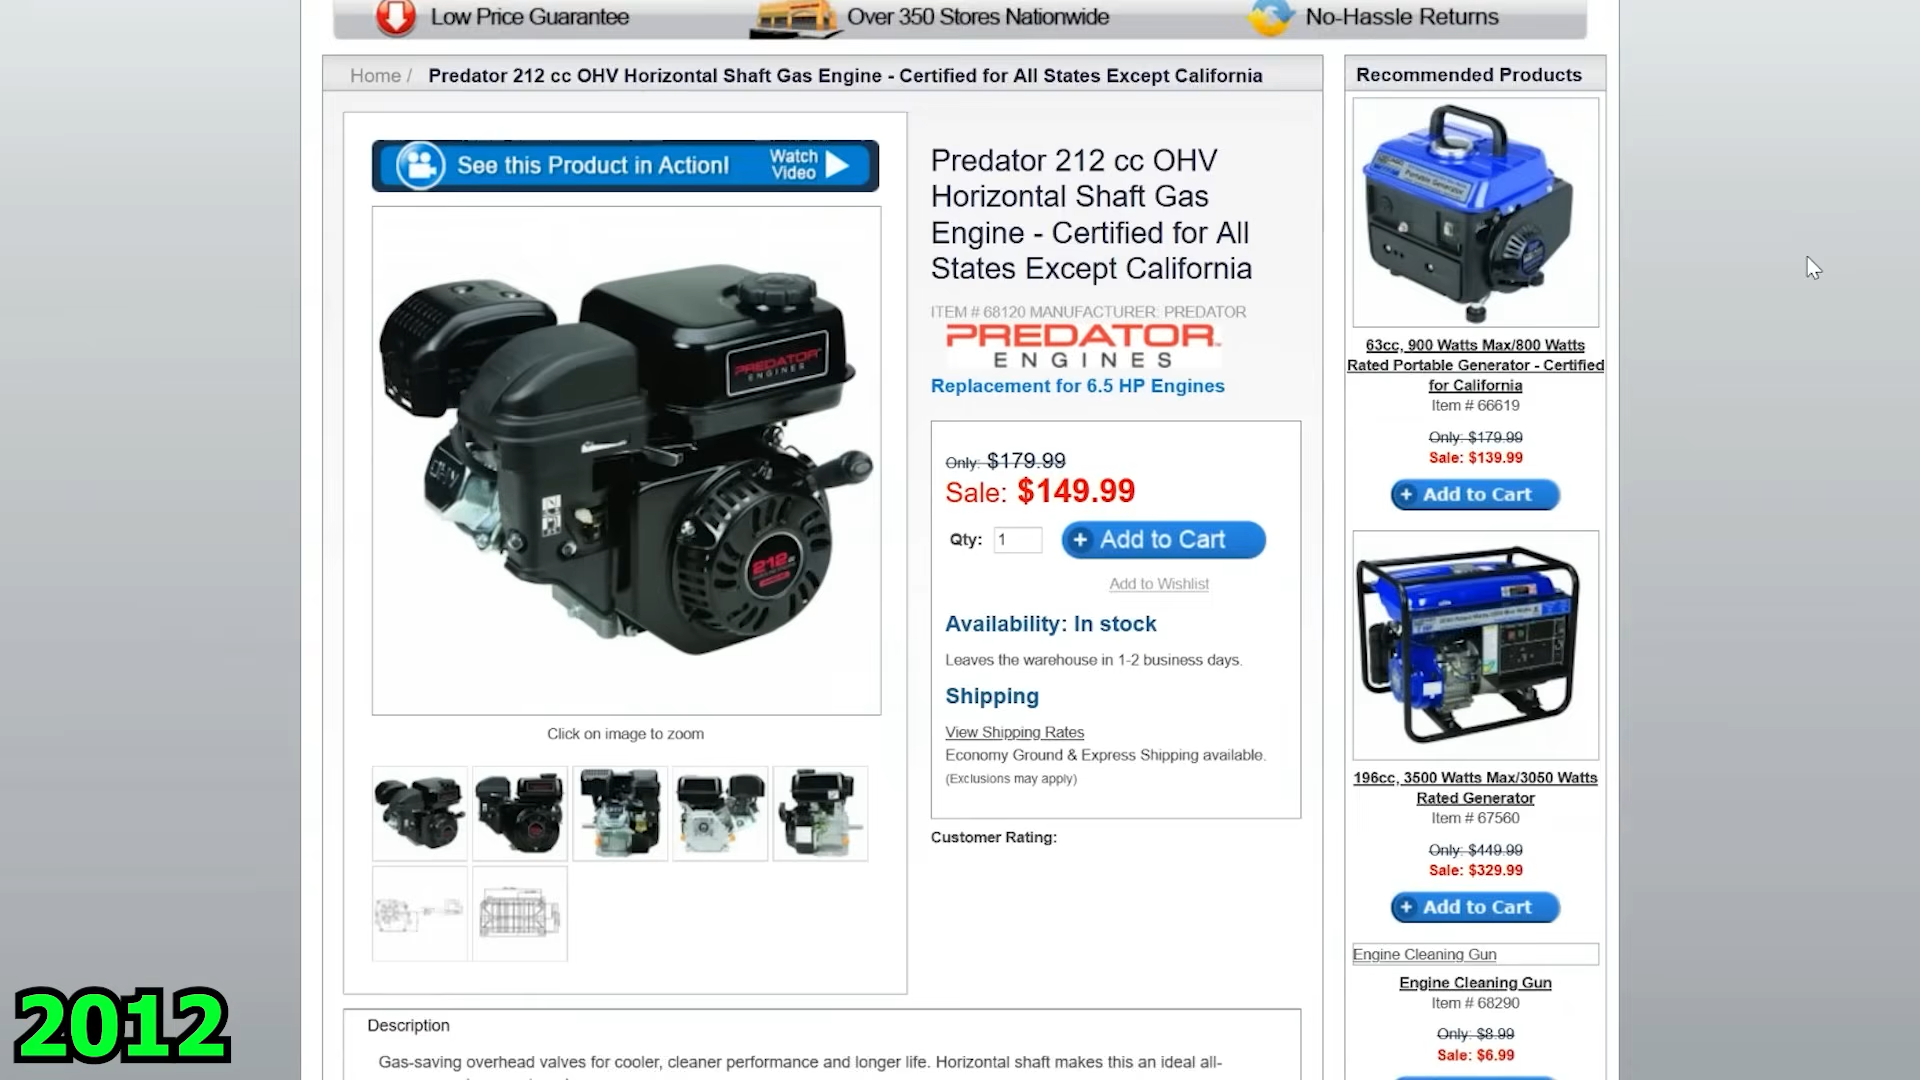 Low Price Guarantee
Over 350 Stores Nationwide
No-Hassle Returns
Home / Predator 212 cc OHV Horizontal Shaft Gas Engine - Certified for All States Except California
See this Product in Action!
Watch
Video
PREDATOR
ENGINES
212
Click on image to zoom
Predator 212 cc OHV
Horizontal Shaft Gas
Engine - Certified for All
States Except California
ITEM # 68120 MANUFACTURER: PREDATOR
PREDATOR
ENGINES
Replacement for 6.5 HP Engines
Only: $179.99
Sale: $149.99
Qty: 1
+ Add to Cart
Add to Wishlist
Availability: In stock
Leaves the warehouse in 1-2 business days.
Shipping
View Shipping Rates
Economy Ground & Express Shipping available.
(Exclusions may apply)
Customer Rating:
Description
Gas-saving overhead valves for cooler, cleaner performance and longer life. Horizontal shaft makes this an ideal all-
Recommended Products
Portable Generator
63cc, 900 Watts Max/800 Watts
Rated Portable Generator - Certified
for California
Item # 66619
Only: $179.99
Sale: $139.99
+ Add to Cart
196cc, 3500 Watts Max/3050 Watts
Rated Generator
Item # 67560
Only: $449.99
Sale: $329.99
+ Add to Cart
Engine Cleaning Gun
Engine Cleaning Gun
Item # 68290
Only: $8.99
Sale: $6.99
2012